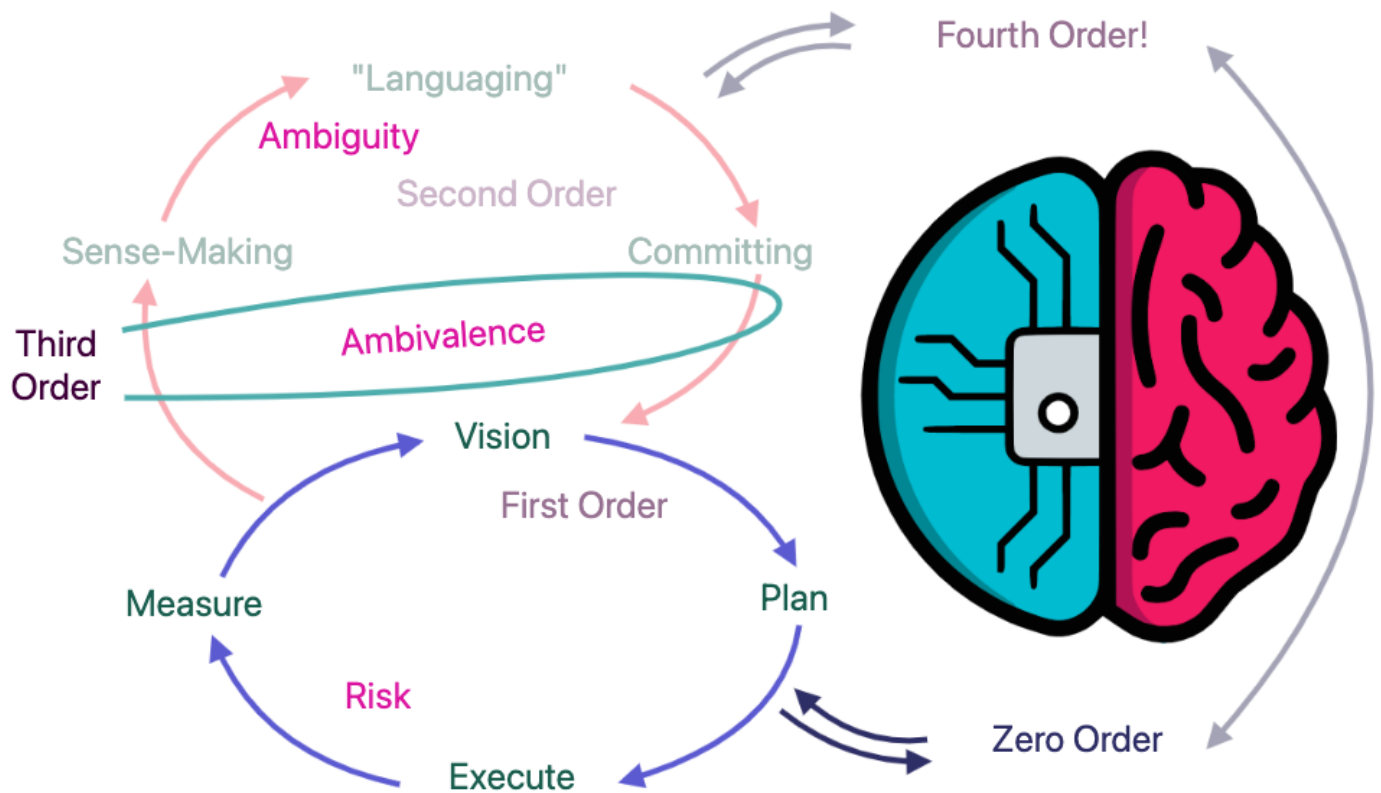 Fourth Order!
"Languaging"
Ambiguity
Second Order
Sense-Making
Committing
Third
Order
Ambivalence
Vision
First Order
Measure
Plan
Risk
Zero Order
Execute